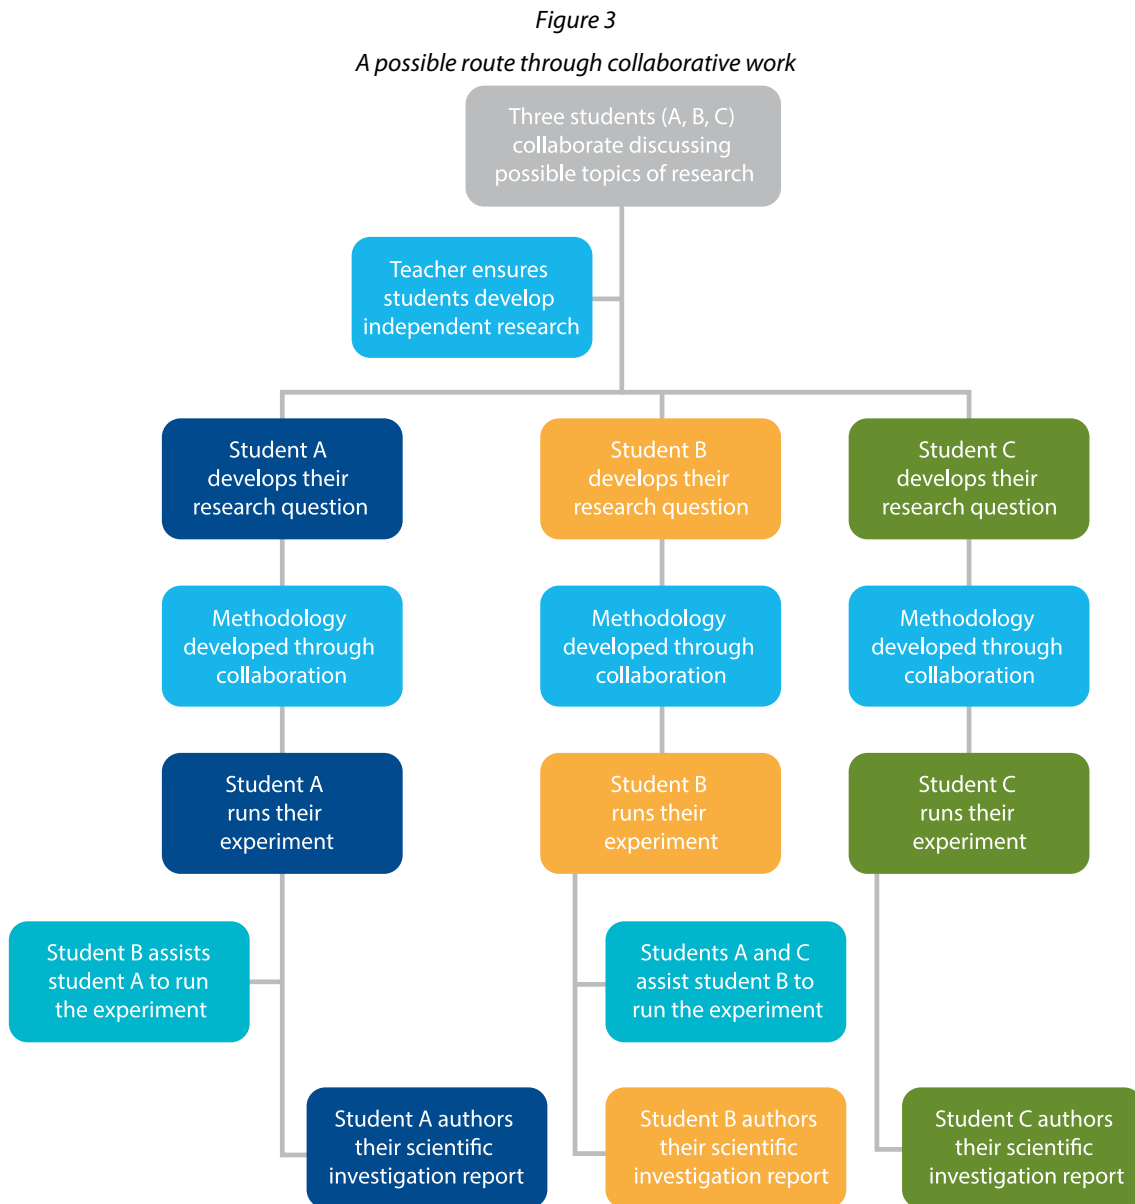 Figure 3
A possible route through collaborative work
Three students (A, B, C)
collaborate discussing
possible topics of research
Teacher ensures
students develop
independent research
Student A
develops their
research question
Student B
develops their
research question
Student C
develops their
research question
Methodology
developed through
collaboration
Methodology
developed through
collaboration
Methodology
developed through
collaboration
Student A
runs their
experiment
Student B
runs their
experiment
Student C
runs their
experiment
Student B assists
student A to run
the experiment
Students A and C
assist student B to
run the experiment
Student A authors
their scientific
investigation report
Student B authors
their scientific
investigation report
Student C authors
their scientific
investigation report